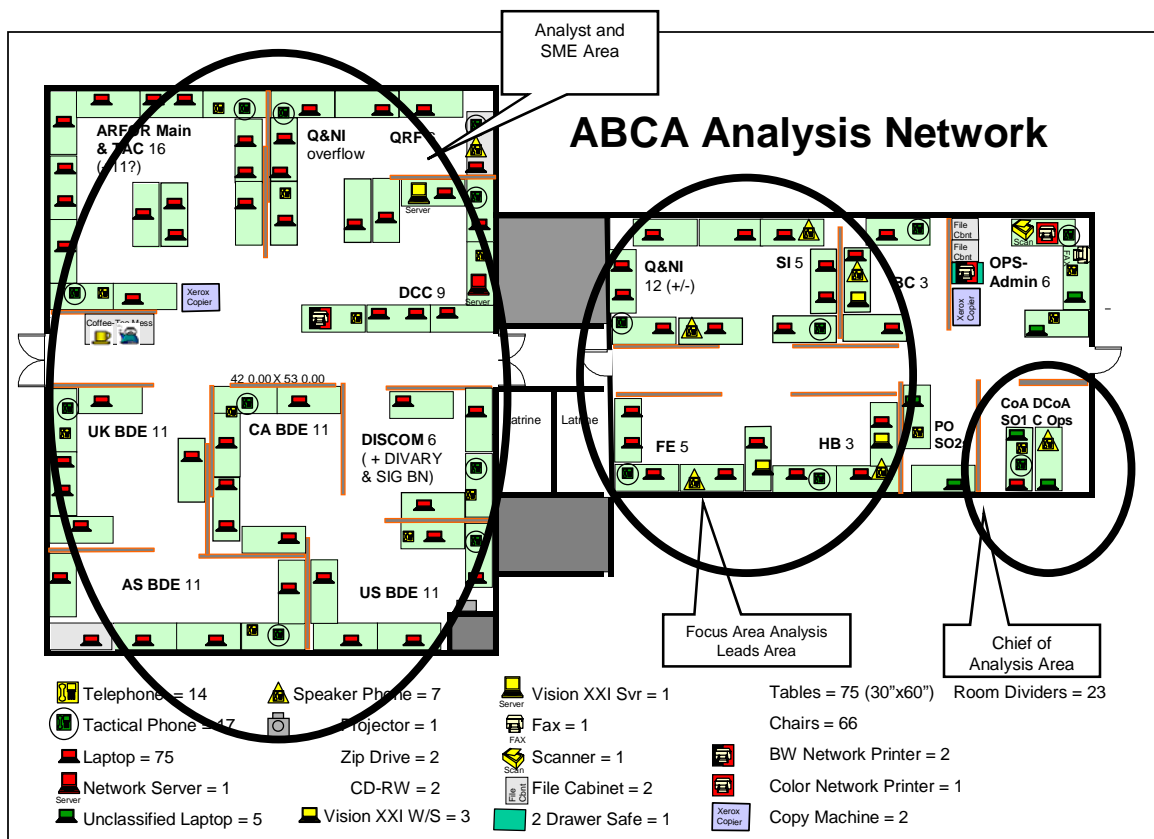 Analyst and
SME Area
ABCA Analysis Network
ARFOR Main
& TAC 16
Q&NI
overflow
QRF
Server
Server
DCC 9
Xerox
Copier
Coffee-Tea Mess
42 0.00 X 53 0.00
UK BDE 11
CA BDE 11
DISCOM 6
( + DIVARY
& SIG BN)
AS BDE 11
US BDE 11
Latrine
Latrine
Q&NI
12 (+/-)
SI 5
BC 3
File
Cbnt
File
Cbnt
Xerox
Copier
Scan
FAX
OPS-
Admin 6
FE 5
HB 3
PO
SO2s
CoA DCoA
SO1 C Ops
Focus Area Analysis
Leads Area
Chief of
Analysis Area
Telephone = 14
Speaker Phone = 7
Server
Vision XXI Svr = 1
Tables = 75 (30”x60”)
Room Dividers = 23
Tactical Phone = 17
Projector = 1
FAX
Fax = 1
Chairs = 66
Laptop = 75
Zip Drive = 2
Scan
Scanner = 1
BW Network Printer = 2
Server
Network Server = 1
CD-RW = 2
File
Cbnt
File Cabinet = 2
Color Network Printer = 1
Unclassified Laptop = 5
Vision XXI W/S = 3
2 Drawer Safe = 1
Xerox
Copier
Copy Machine = 2